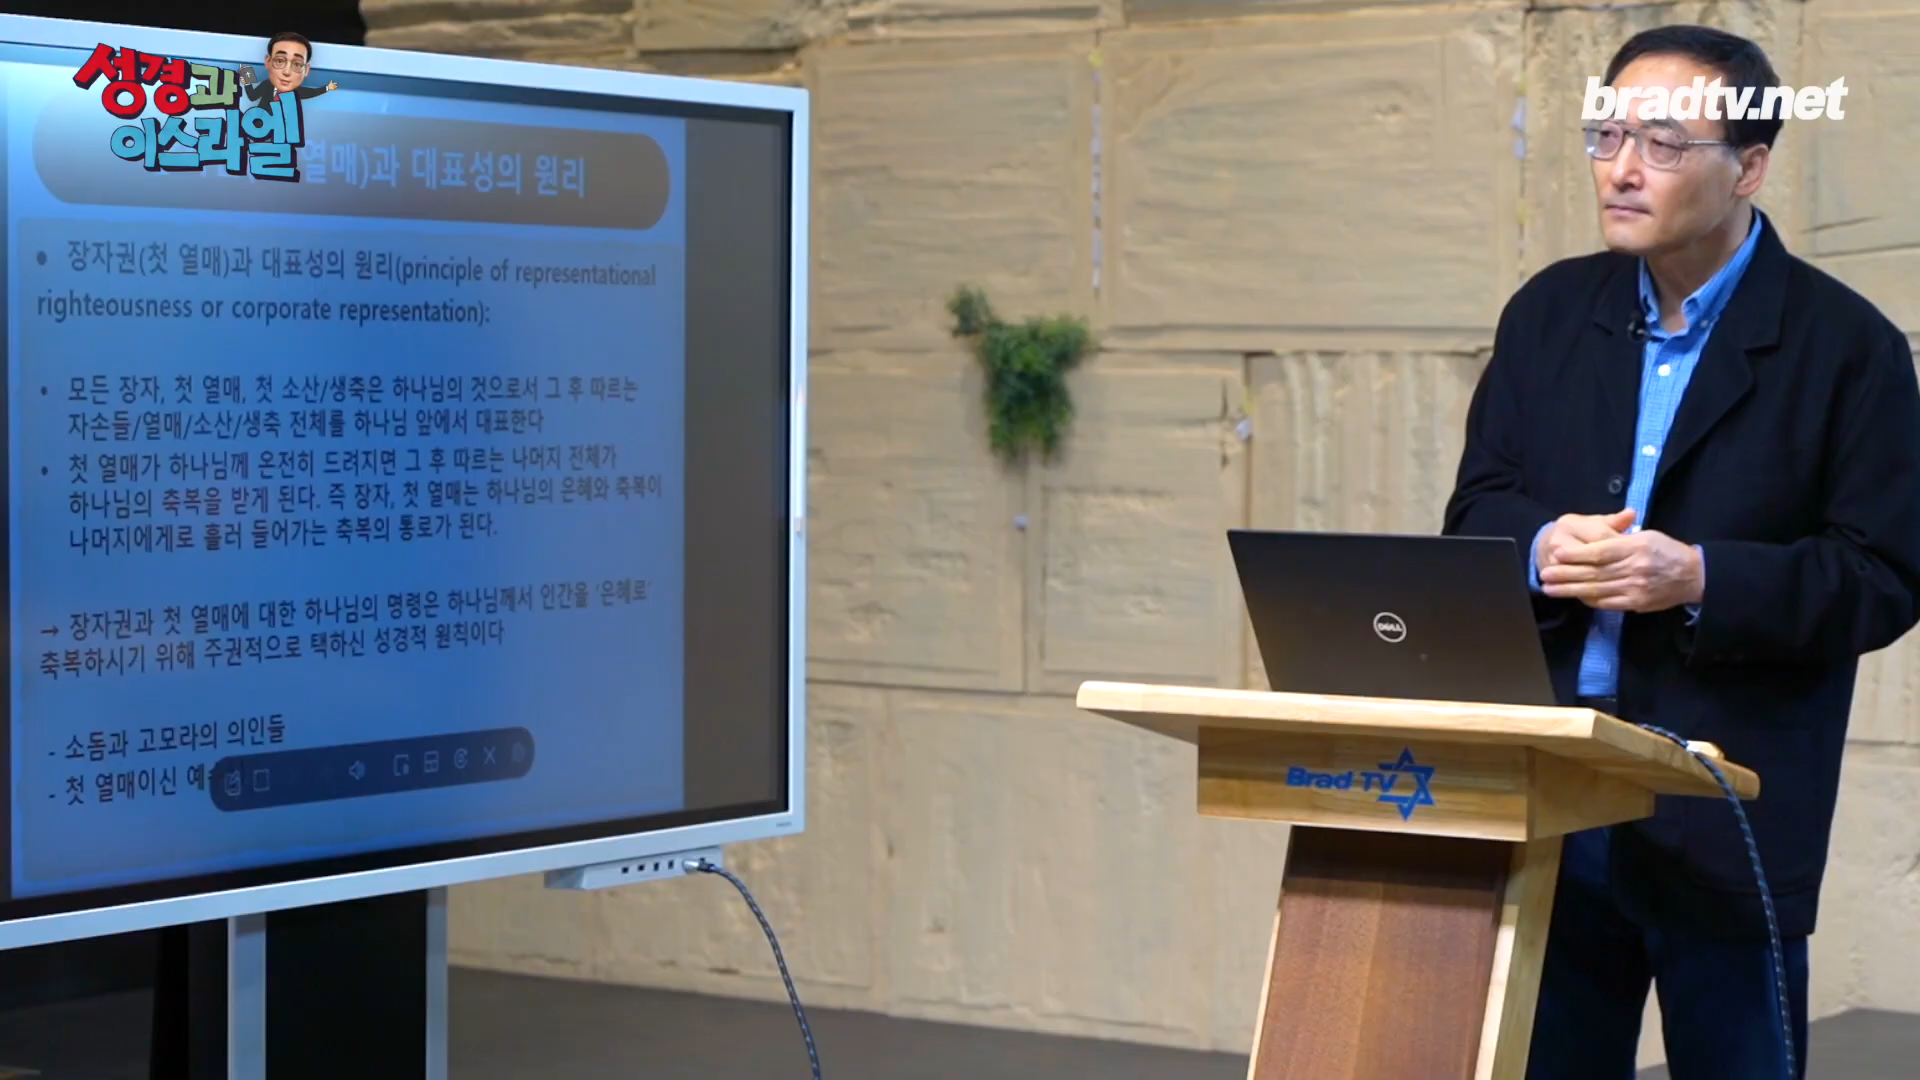 성경과
이스라엘
bradtv.net
열매)과 대표성의 원리
• 장자권(첫 열매)과 대표성의 원리(principle of representational
righteousness or corporate representation):
• 모든 장자, 첫 열매, 첫 소산/생축은 하나님의 것으로서 그 후 따르는
자손들/열매/소산/생축 전체를 하나님 앞에서 대표한다
• 첫 열매가 하나님께 온전히 드려지면 그 후 따르는 나머지 전체가
하나님의 축복을 받게 된다. 즉 장자, 첫 열매는 하나님의 은혜와 축복이
나머지에게로 흘러 들어가는 축복의 통로가 된다.
→ 장자권과 첫 열매에 대한 하나님의 명령은 하나님께서 인간을 '은혜로'
축복하시기 위해 주권적으로 택하신 성경적 원칙이다
- 소돔과 고모라의 의인들
- 첫 열매이신
DELL
Brad TV